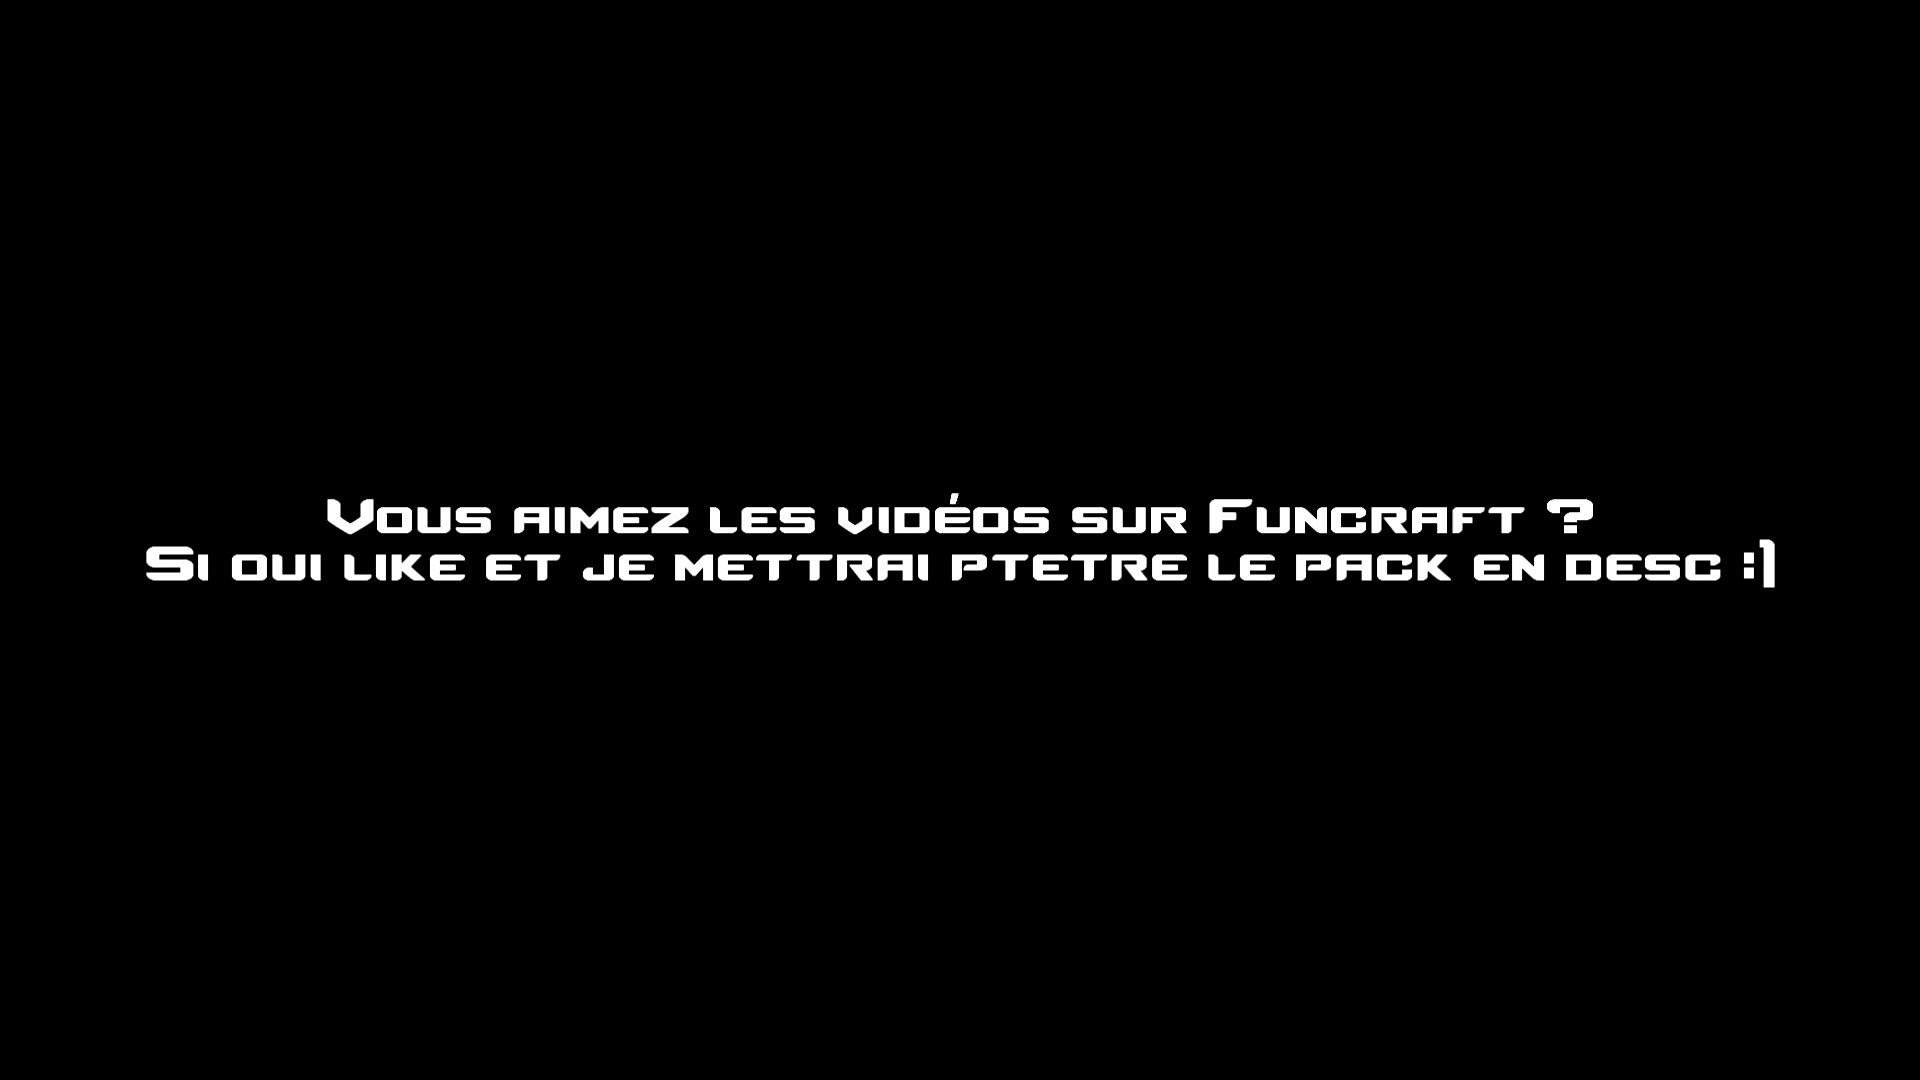 Vous aimez les vidéos sur Funcraft ?
Si oui like et je mettrai ptetre le pack en desc :)